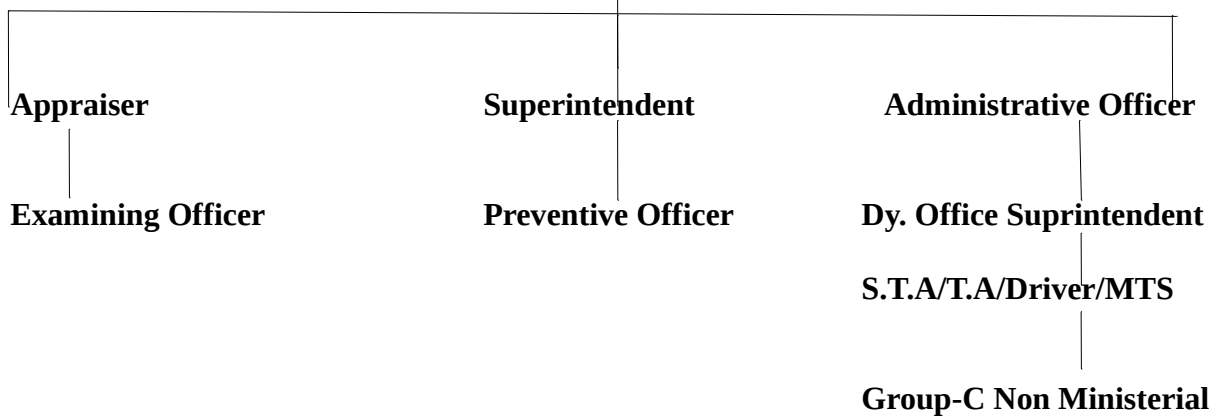 Appraiser Superintendent Administrative Officer
Examining Officer Preventive Officer Dy. Office Suprintendent
S.T.A/T.A/Driver/MTS
Group-C Non Ministerial